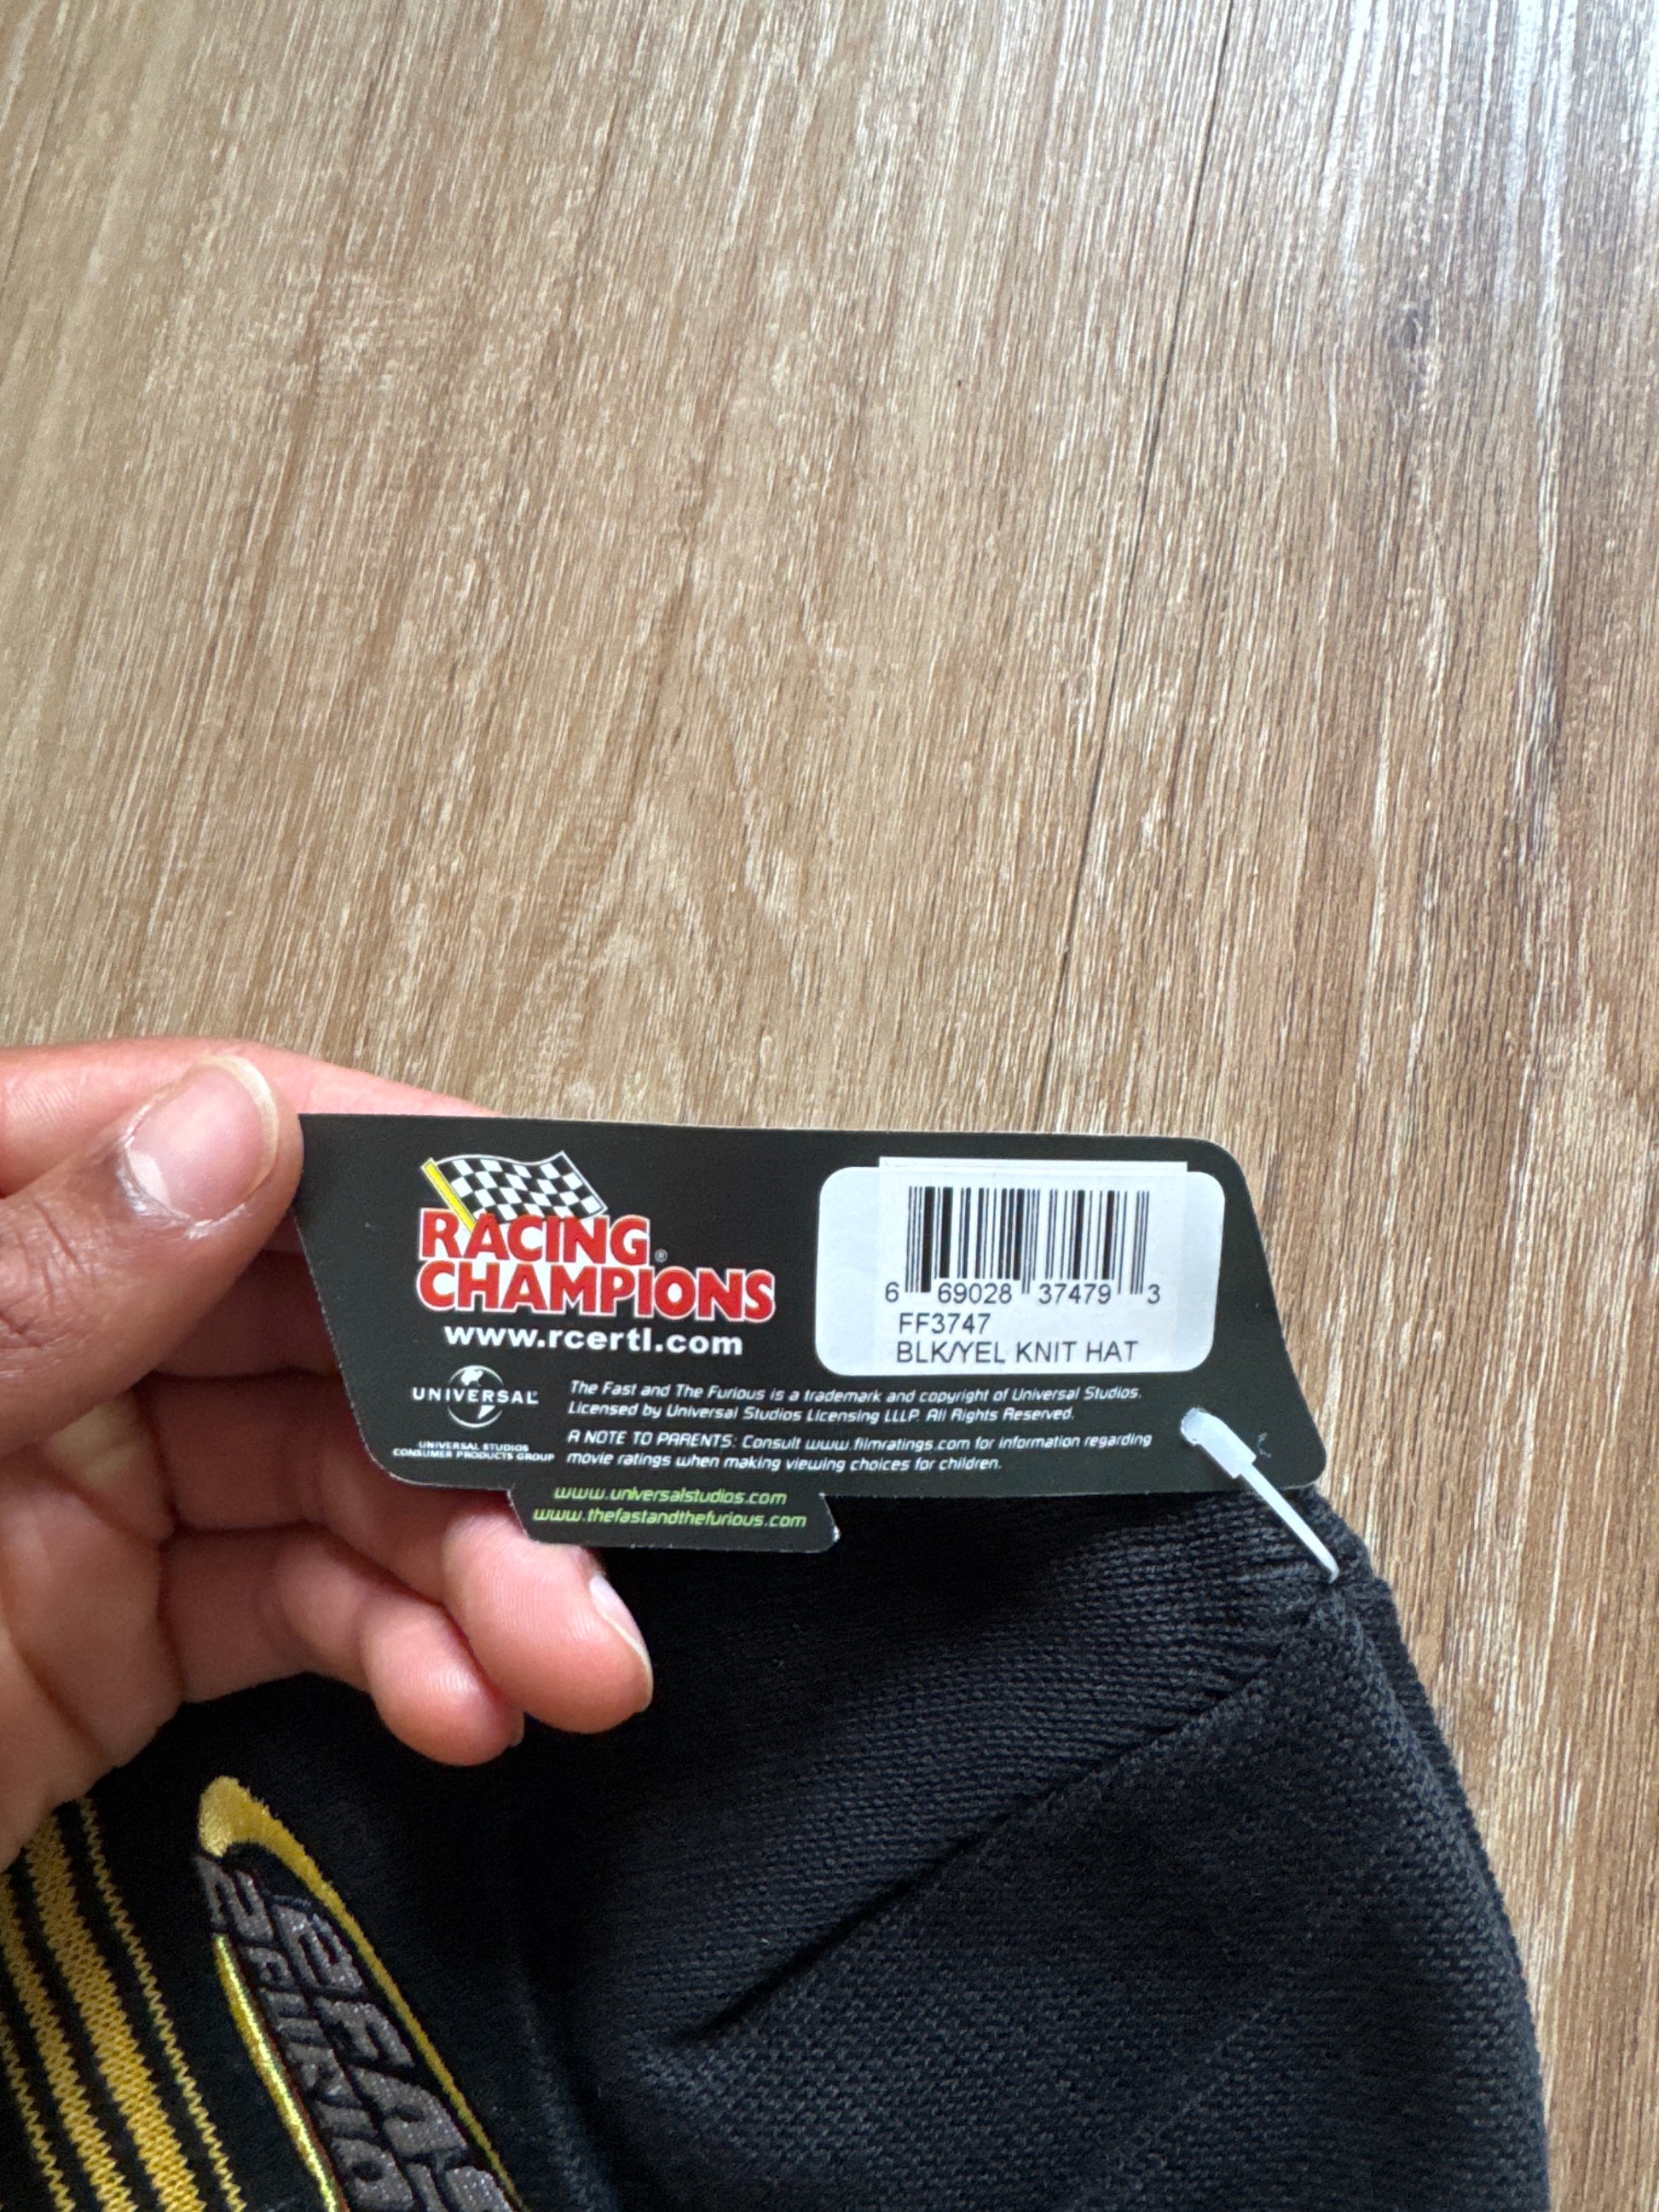 RACING®
CHAMPIONS
www.rcertl.com
6 69028 37479 3
FF3747
BLK/YEL KNIT HAT
UNIVERSAL
UNIVERSAL STUDIOS
CONSUMER PRODUCTS GROUP
The Fast and The Furious is a trademark and copyright of Universal Studios.
Licensed by Universal Studios Licensing LLLP. All Rights Reserved.
A NOTE TO PARENTS: Consult www.filmratings.com for information regarding
movie ratings when making viewing choices for children.
www.universalstudios.com
www.thefastandthefurious.com